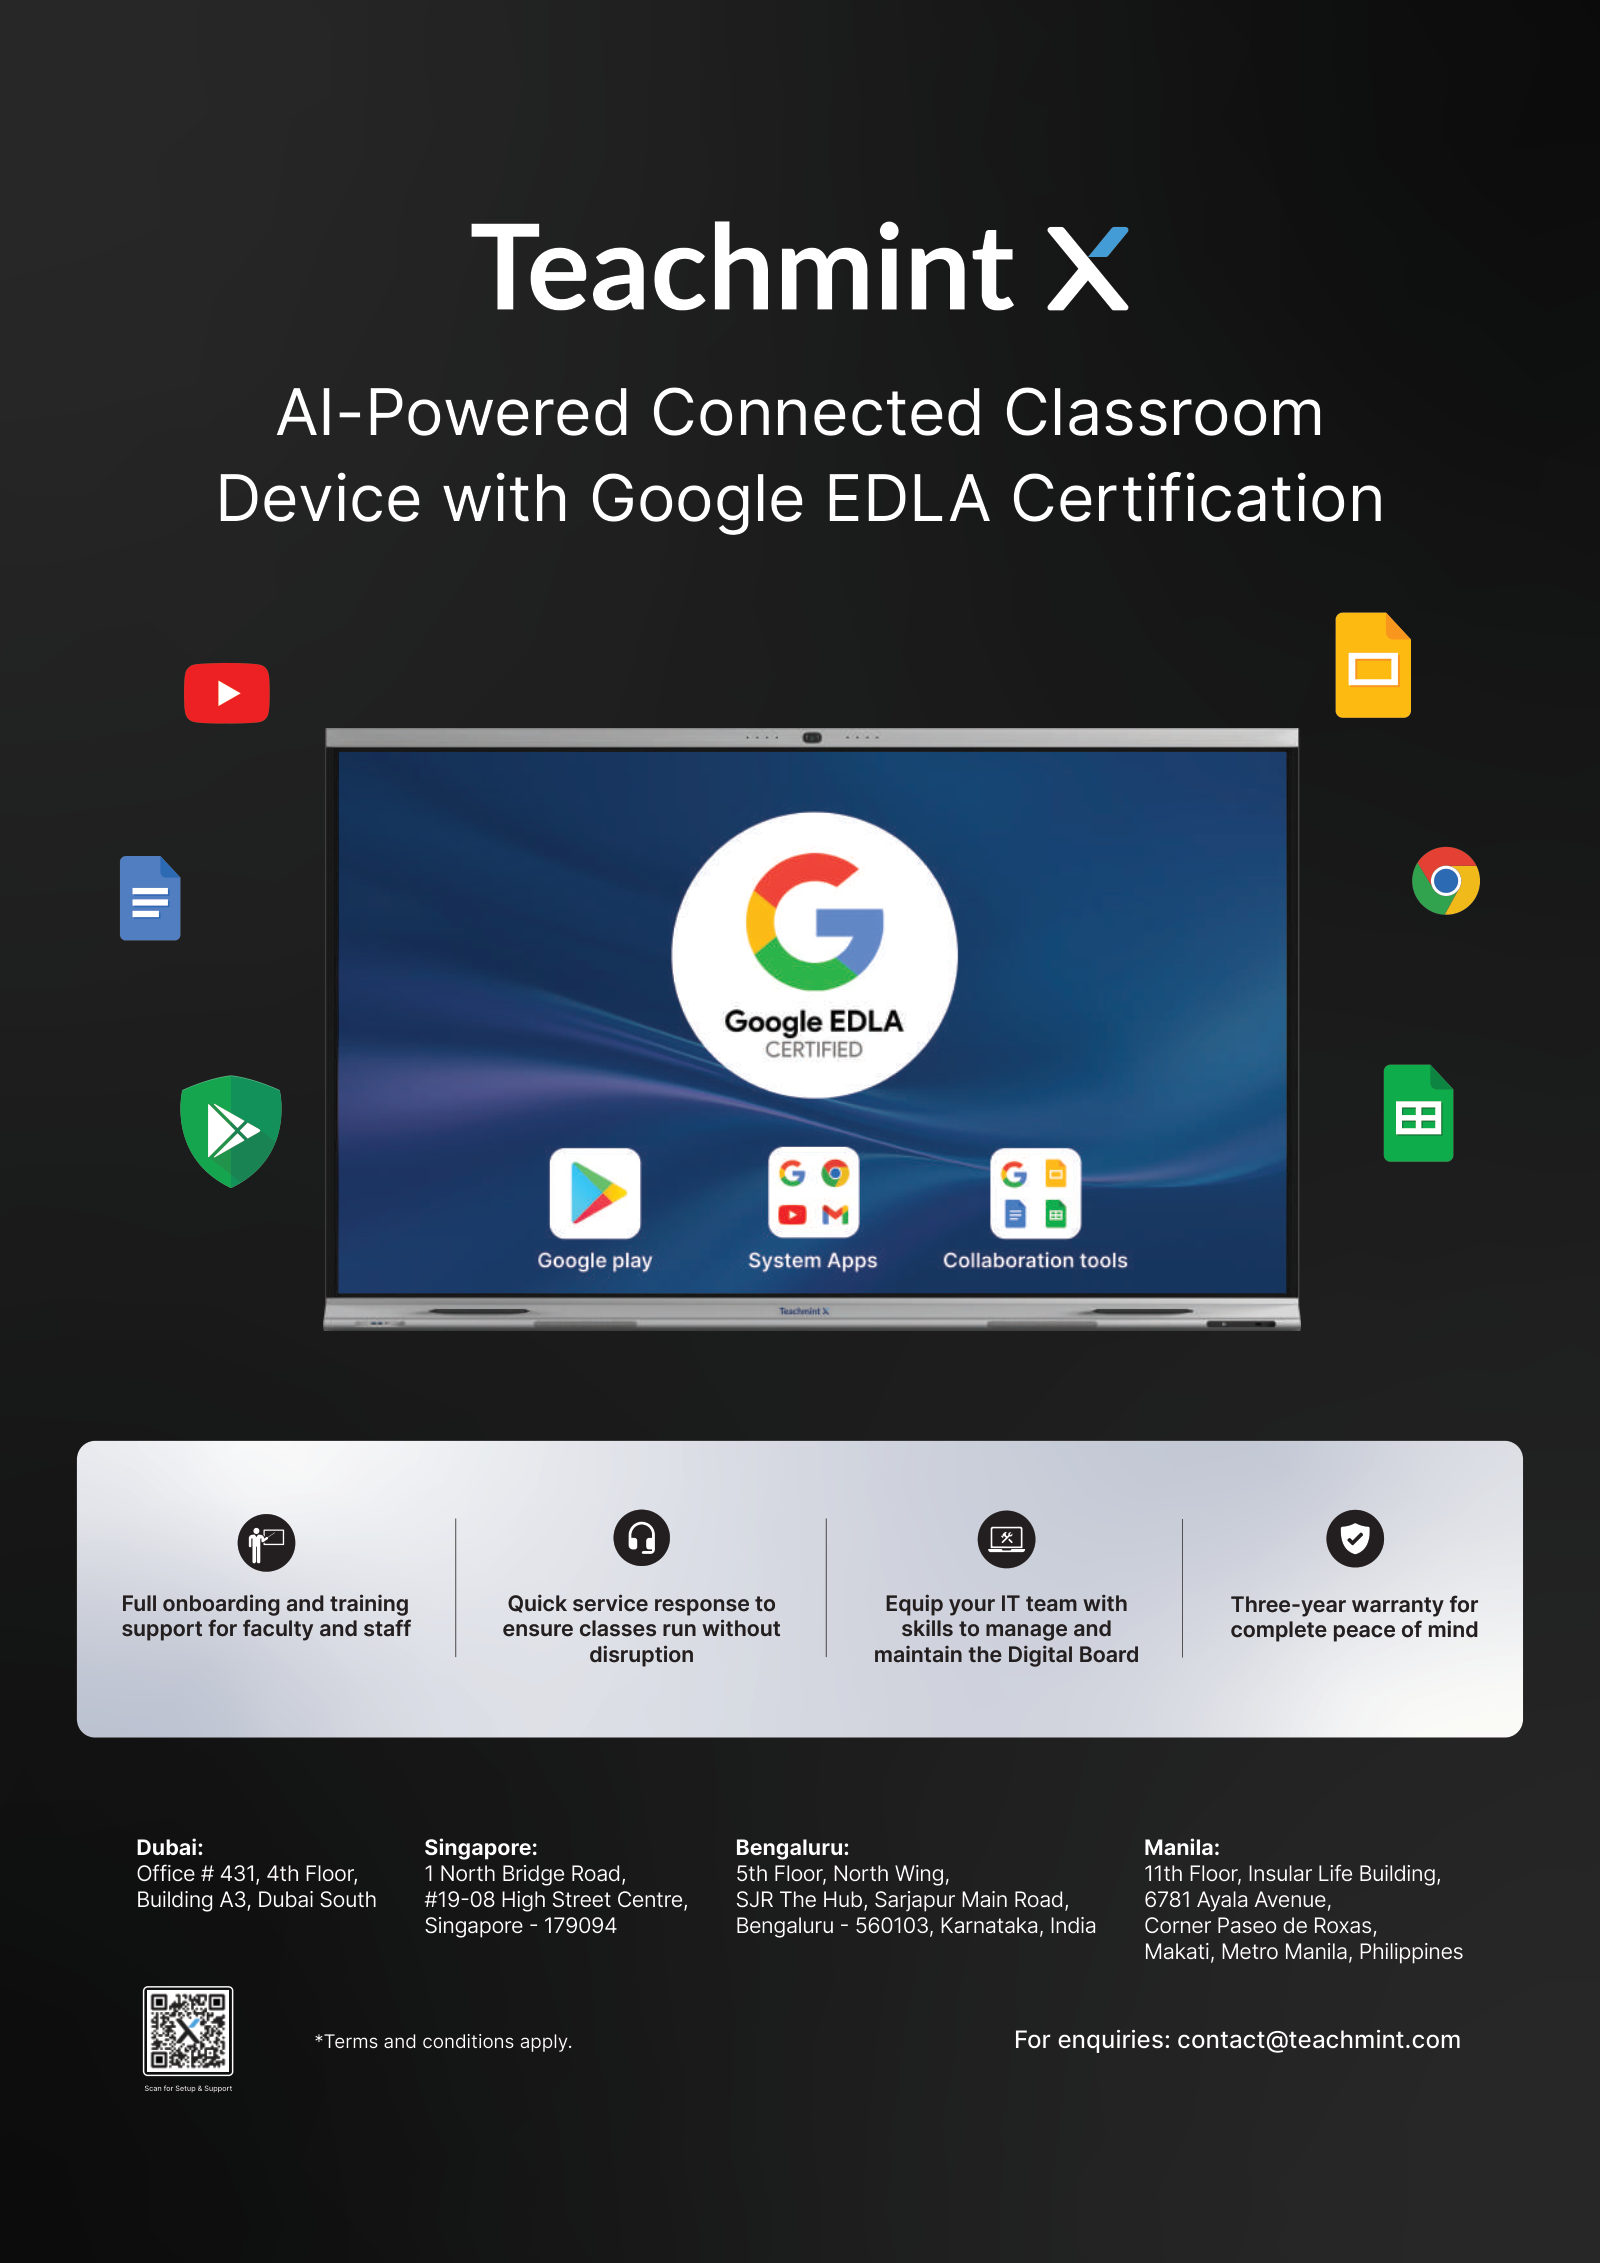 Teachmint X
AI-Powered Connected Classroom
Device with Google EDLA Certification
Google EDLA
CERTIFIED
Google play
System Apps
Collaboration tools
Teachmint X
Full onboarding and training
support for faculty and staff
Quick service response to
ensure classes run without
disruption
Equip your IT team with
skills to manage and
maintain the Digital Board
Three-year warranty for
complete peace of mind
Dubai:
Office # 431, 4th Floor,
Building A3, Dubai South
Singapore:
1 North Bridge Road,
#19-08 High Street Centre,
Singapore - 179094
Bengaluru:
5th Floor, North Wing,
SJR The Hub, Sarjapur Main Road,
Bengaluru - 560103, Karnataka, India
Manila:
11th Floor, Insular Life Building,
6781 Ayala Avenue,
Corner Paseo de Roxas,
Makati, Metro Manila, Philippines
Scan for Setup & Support
*Terms and conditions apply.
For enquiries: contact@teachmint.com